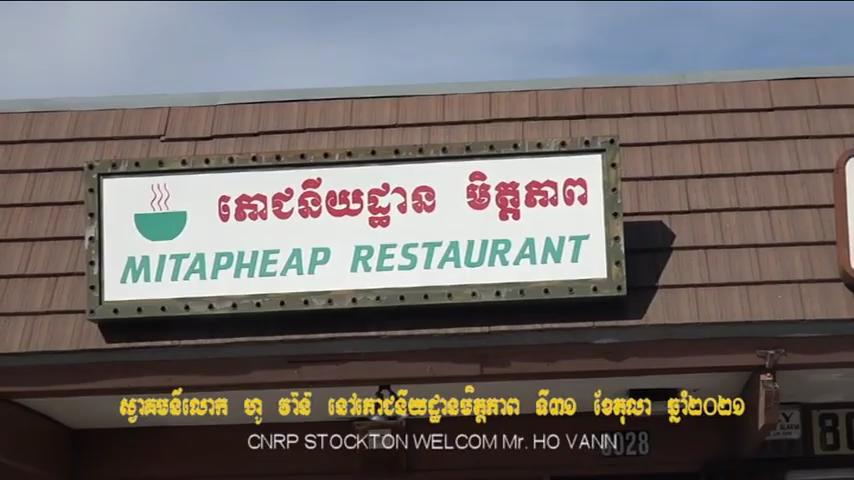 ភោជនីយដ្ឋាន មិត្តភាព
MITAPHEAP RESTAURANT
ស្វាគមន៍លោក ហូ វ៉ាន់ នៅភោជនីយដ្ឋានមិត្តភាព ទី៣១ ខែតុលា ឆ្នាំ២០២១
CNRP STOCKTON WELCOM Mr. HO VANN
8028